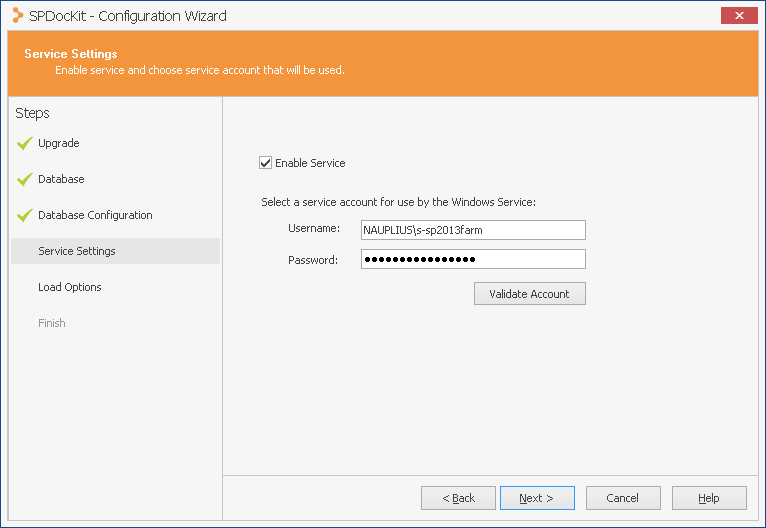 SPDocKit - Configuration Wizard
Service Settings
Enable service and choose service account that will be used.
Steps
Upgrade
Database
Database Configuration
Service Settings
Load Options
Finish
Enable Service
Select a service account for use by the Windows Service:
Username: NAUPLIUS\s-sp2013farm
Password: ●●●●●●●●●●●●●●●●
Validate Account
< Back Next > Cancel Help